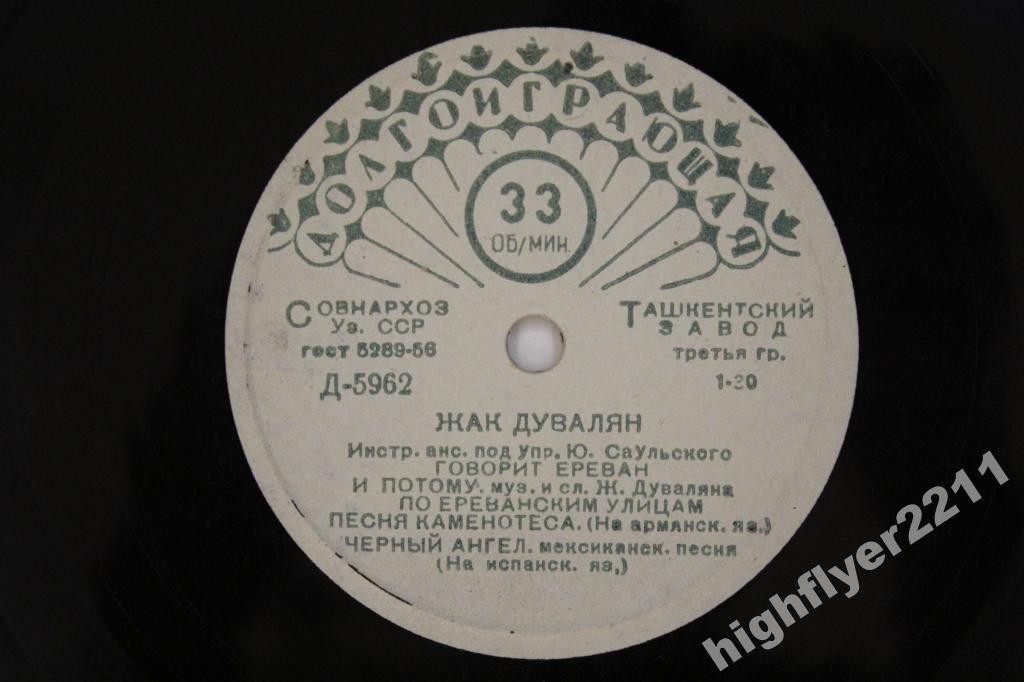 ДОЛГОИГРАЮЩАЯ
33
ОБ/МИН.
СОВНАРХОЗ
Уз. ССР
ГОСТ 5289-56
Д-5962
ТАШКЕНТСКИЙ
ЗАВОД
третья гр.
1-30
ЖАК ДУВАЛЯН
Инстр. анс. под упр. Ю. Саульского
ГОВОРИТ ЕРЕВАН
И ПОТОМУ. муз. и сл. Ж. Дуваляна
ПО ЕРЕВАНСКИМ УЛИЦАМ
ПЕСНЯ КАМЕНОТЕСА. (На армянск. яз.)
ЧЕРНЫЙ АНГЕЛ. мексиканск. песня
(На испанск. яз.)
highflyer2211